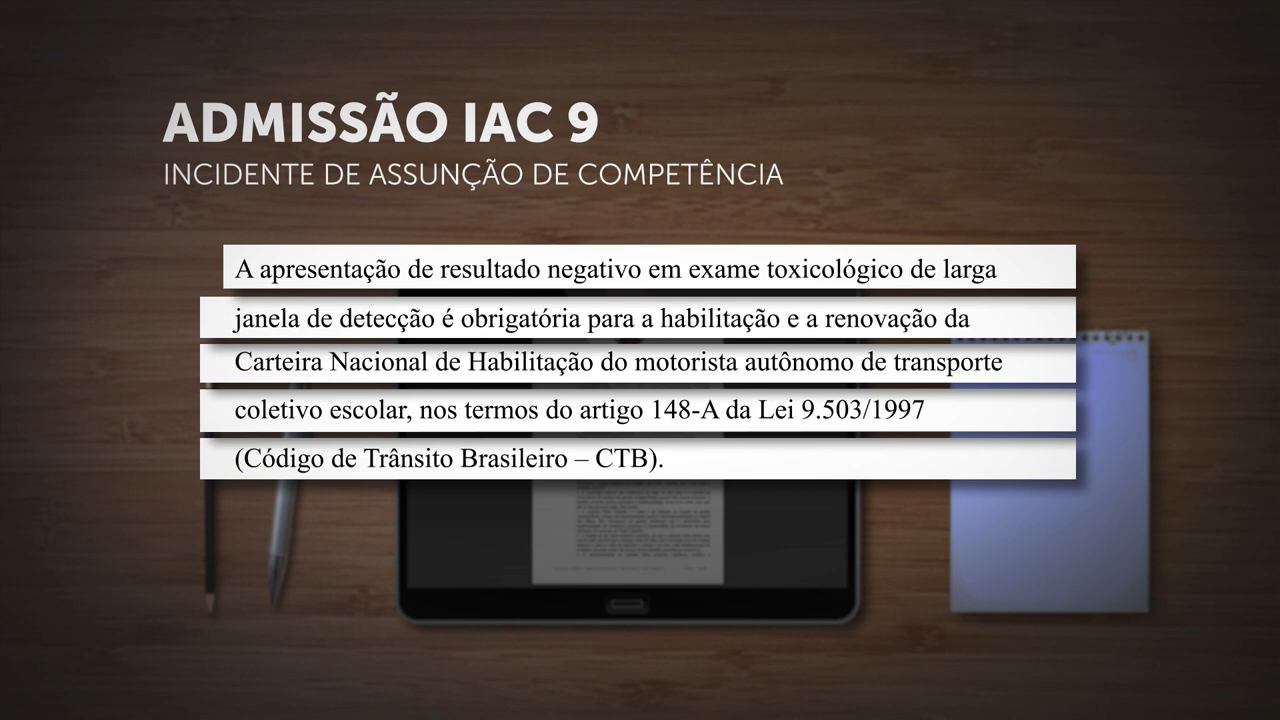 ADMISSÃO IAC 9
INCIDENTE DE ASSUNÇÃO DE COMPETÊNCIA
A apresentação de resultado negativo em exame toxicológico de larga
janela de detecção é obrigatória para a habilitação e a renovação da
Carteira Nacional de Habilitação do motorista autônomo de transporte
coletivo escolar, nos termos do artigo 148-A da Lei 9.503/1997
(Código de Trânsito Brasileiro – CTB).